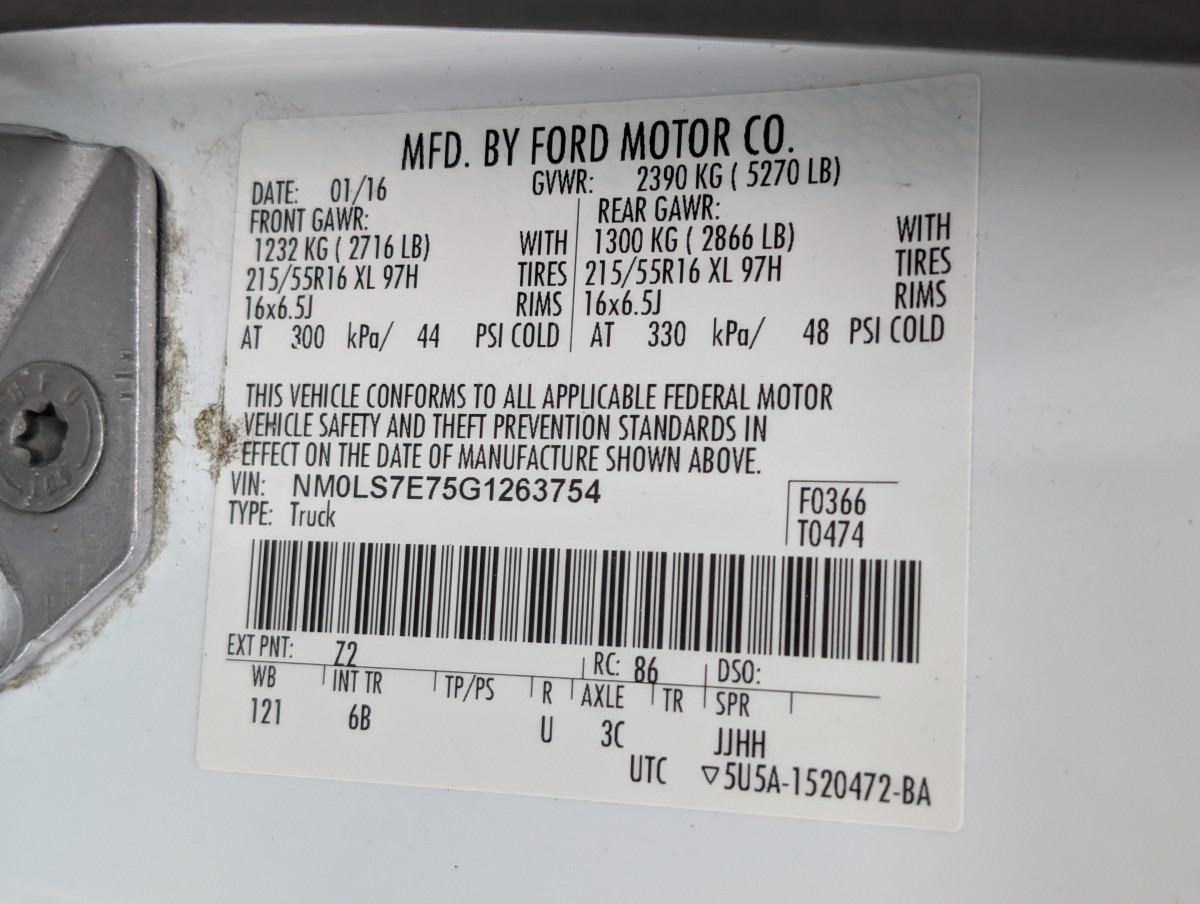 MFD. BY FORD MOTOR CO.
DATE: 01/16 GVWR: 2390 KG ( 5270 LB)
FRONT GAWR: REAR GAWR:
1232 KG ( 2716 LB) WITH 1300 KG ( 2866 LB) WITH
215/55R16 XL 97H TIRES 215/55R16 XL 97H TIRES
16x6.5J RIMS 16x6.5J RIMS
AT 300 kPa/ 44 PSI COLD AT 330 kPa/ 48 PSI COLD
THIS VEHICLE CONFORMS TO ALL APPLICABLE FEDERAL MOTOR
VEHICLE SAFETY AND THEFT PREVENTION STANDARDS IN
EFFECT ON THE DATE OF MANUFACTURE SHOWN ABOVE.
VIN: NM0LS7E75G1263754 F0366
TYPE: Truck T0474
EXT PNT: Z2 RC: 86 DSO:
WB INT TR TP/PS R AXLE TR SPR
121 6B U 3C JJHH
UTC ▽5U5A-1520472-BA